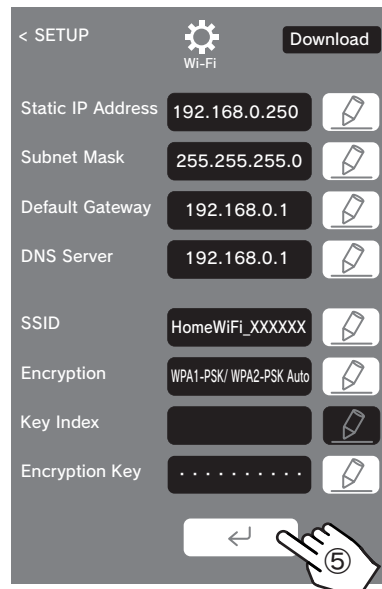 < SETUP
Download
Wi-Fi
Static IP Address 192.168.0.250
Subnet Mask 255.255.255.0
Default Gateway 192.168.0.1
DNS Server 192.168.0.1
SSID HomeWiFi_XXXXXX
Encryption WPA1-PSK/ WPA2-PSK Auto
Key Index
Encryption Key ··········
⑤